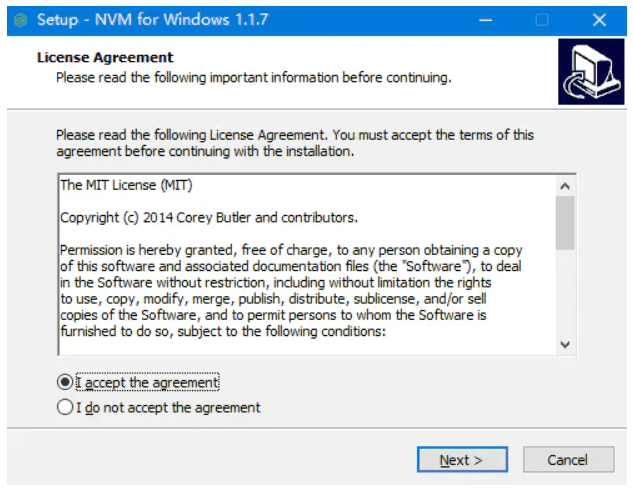 Setup - NVM for Windows 1.1.7
License Agreement
Please read the following important information before continuing.
Please read the following License Agreement. You must accept the terms of this
agreement before continuing with the installation.
The MIT License (MIT)
Copyright (c) 2014 Corey Butler and contributors.
Permission is hereby granted, free of charge, to any person obtaining a copy
of this software and associated documentation files (the "Software"), to deal
in the Software without restriction, including without limitation the rights
to use, copy, modify, merge, publish, distribute, sublicense, and/or sell
copies of the Software, and to permit persons to whom the Software is
furnished to do so, subject to the following conditions:
I accept the agreement
I do not accept the agreement
Next >
Cancel